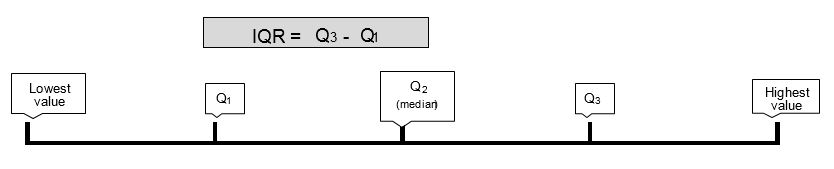 IQR = Q3 - Q1
Lowest
value
Q1
Q2
(median)
Q3
Highest
value